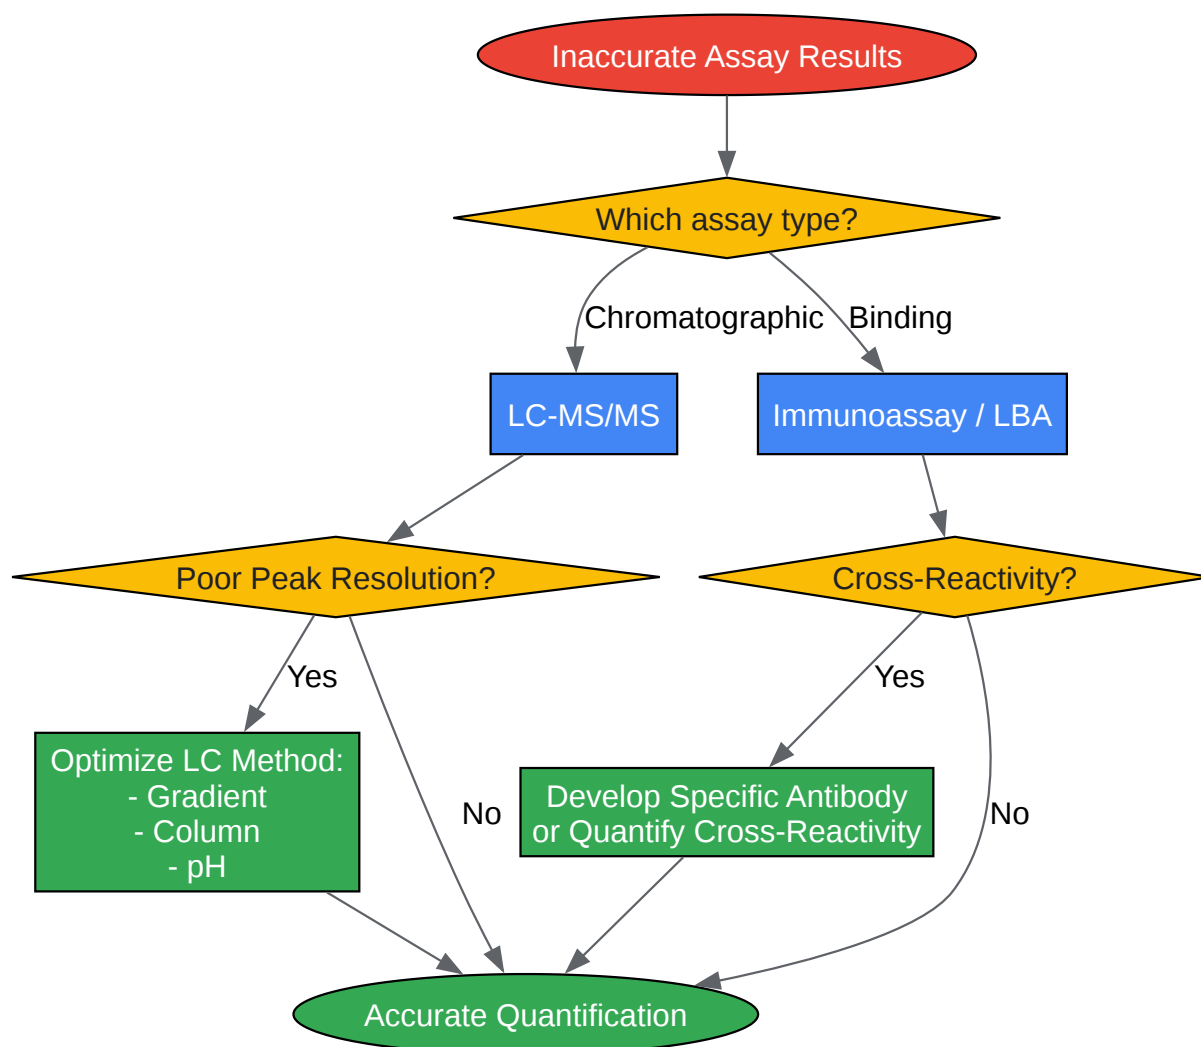 Inaccurate Assay Results
Which assay type?
Chromatographic
Binding
LC-MS/MS
Immunoassay / LBA
Poor Peak Resolution?
Cross-Reactivity?
Yes
Yes
Optimize LC Method:
- Gradient
- Column
- pH
No
Develop Specific Antibody
or Quantify Cross-Reactivity
No
Accurate Quantification